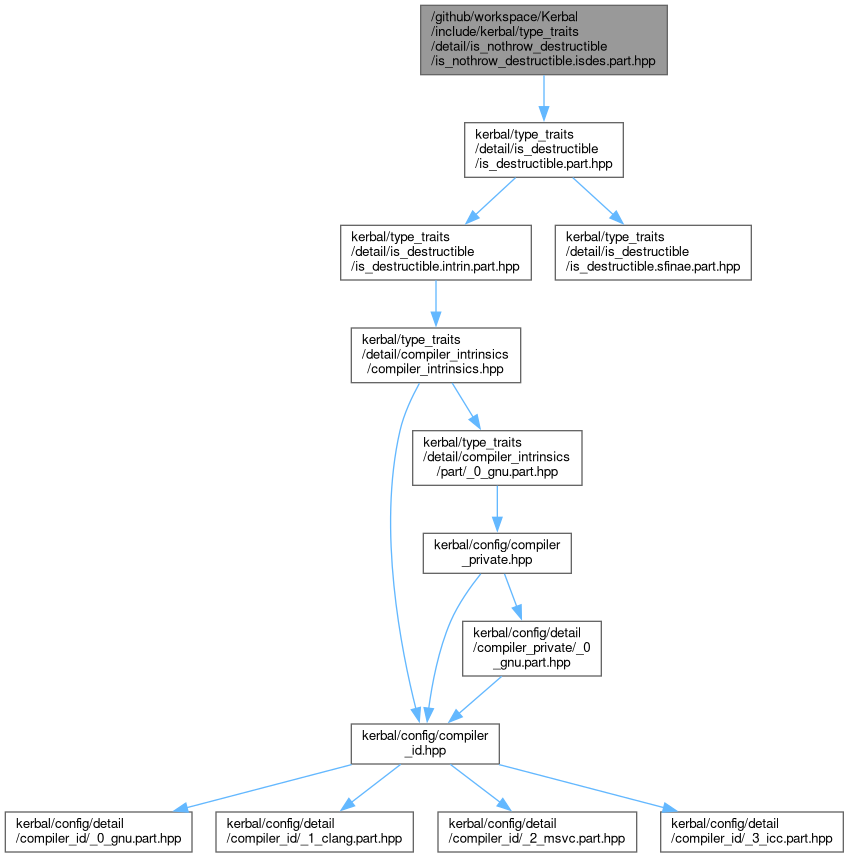 /github/workspace/Kerbal
/include/kerbal/type_traits
/detail/is_nothrow_destructible
/is_nothrow_destructible.isdes.part.hpp
kerbal/type_traits
/detail/is_destructible
/is_destructible.part.hpp
kerbal/type_traits
/detail/is_destructible
/is_destructible.intrin.part.hpp
kerbal/type_traits
/detail/is_destructible
/is_destructible.sfinae.part.hpp
kerbal/type_traits
/detail/compiler_intrinsics
/compiler_intrinsics.hpp
kerbal/type_traits
/detail/compiler_intrinsics
/part/_0_gnu.part.hpp
kerbal/config/compiler
_private.hpp
kerbal/config/detail
/compiler_private/_0
_gnu.part.hpp
kerbal/config/compiler
_id.hpp
kerbal/config/detail
/compiler_id/_0_gnu.part.hpp
kerbal/config/detail
/compiler_id/_1_clang.part.hpp
kerbal/config/detail
/compiler_id/_2_msvc.part.hpp
kerbal/config/detail
/compiler_id/_3_icc.part.hpp